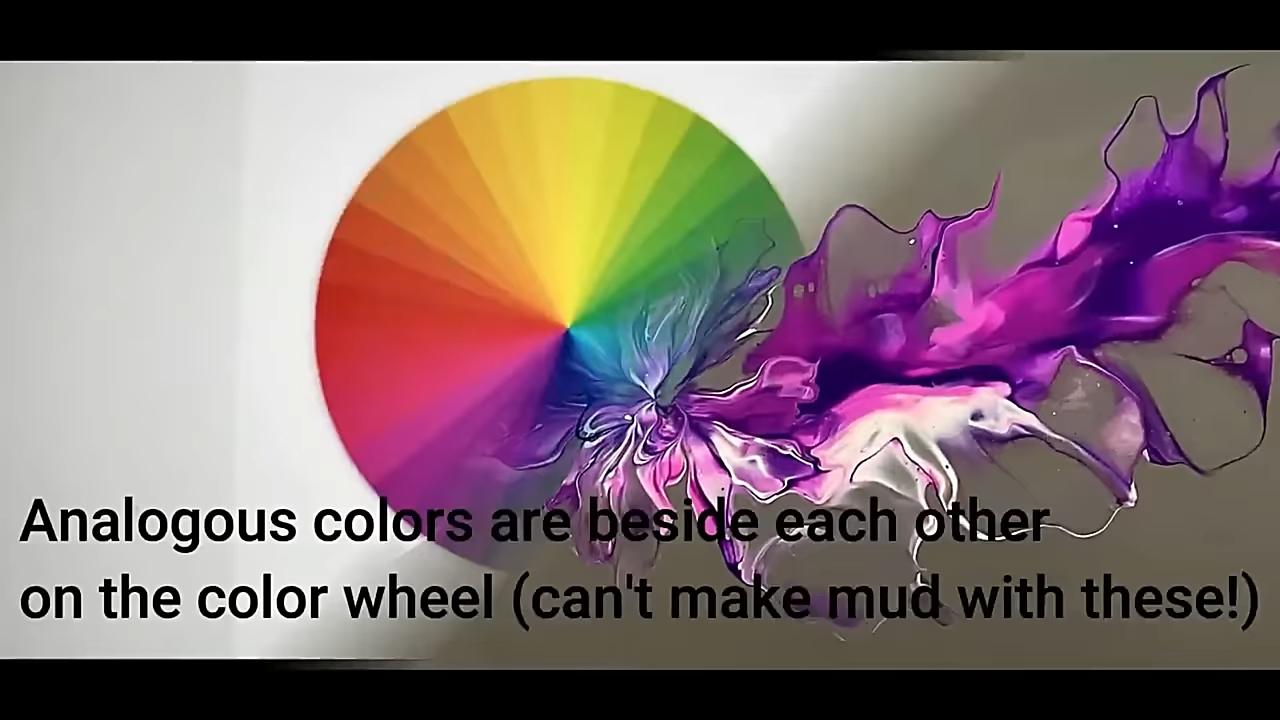 Analogous colors are beside each other
on the color wheel (can't make mud with these!)